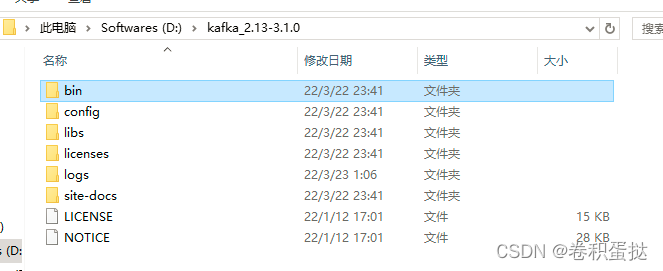 此电脑 › Softwares (D:) › kafka_2.13-3.1.0
搜索
名称 修改日期 类型 大小
bin 22/3/22 23:41 文件夹
config 22/3/22 23:41 文件夹
libs 22/3/22 23:41 文件夹
licenses 22/3/22 23:41 文件夹
logs 22/3/23 1:06 文件夹
site-docs 22/3/22 23:41 文件夹
LICENSE 22/1/12 17:01 文件 15 KB
NOTICE 22/1/12 17:01 文件 28 KB
s (D:
CSDN @卷积蛋挞